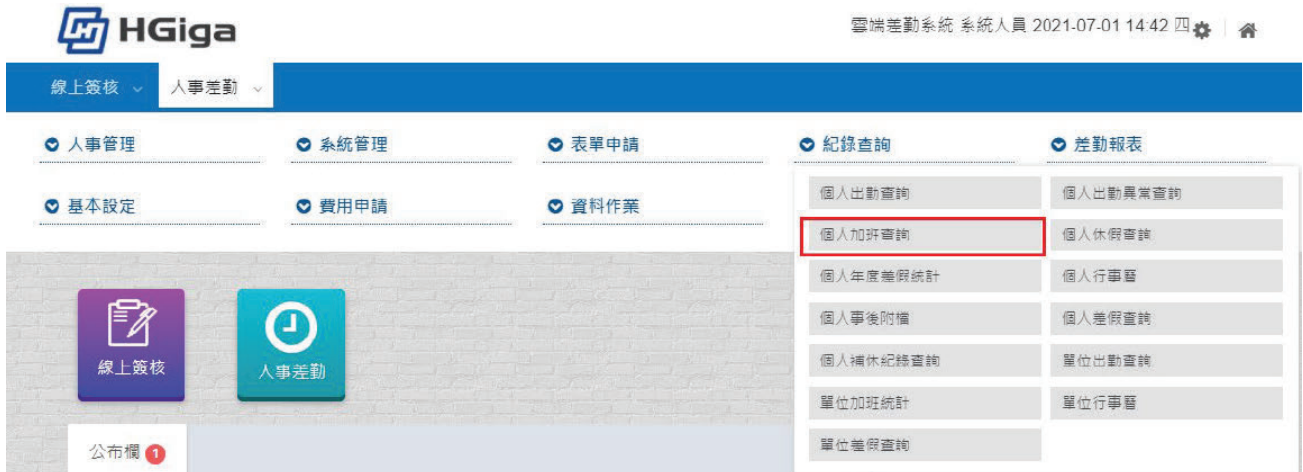 HGiga
雲端差勤系統 系統人員 2021-07-01 14:42 四
線上簽核 人事差勤
人事管理 系統管理 表單申請 紀錄查詢 差勤報表
基本設定 費用申請 資料作業
個人出勤查詢 個人出勤異常查詢
個人加班查詢 個人休假查詢
個人年度差假統計 個人行事曆
個人事後附檔 個人差假查詢
個人補休紀錄查詢 單位出勤查詢
單位加班統計 單位行事曆
單位差假查詢
線上簽核 人事差勤
公布欄 1